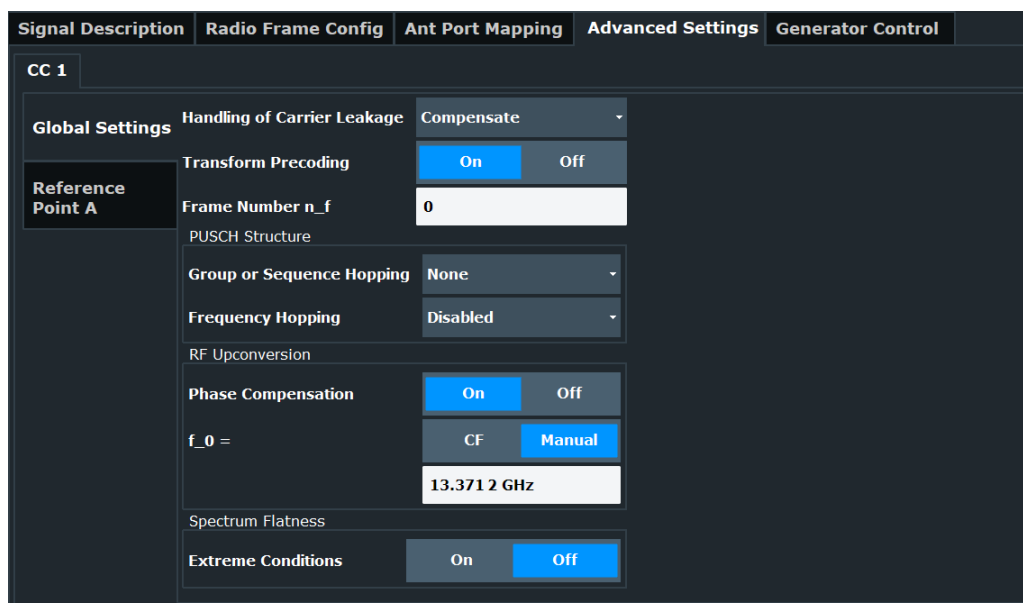 Signal Description Radio Frame Config Ant Port Mapping Advanced Settings Generator Control
CC 1
Global Settings
Reference
Point A
Handling of Carrier Leakage Compensate
Transform Precoding On Off
Frame Number n_f 0
PUSCH Structure
Group or Sequence Hopping None
Frequency Hopping Disabled
RF Upconversion
Phase Compensation On Off
f_0 = CF Manual
13.371 2 GHz
Spectrum Flatness
Extreme Conditions On Off